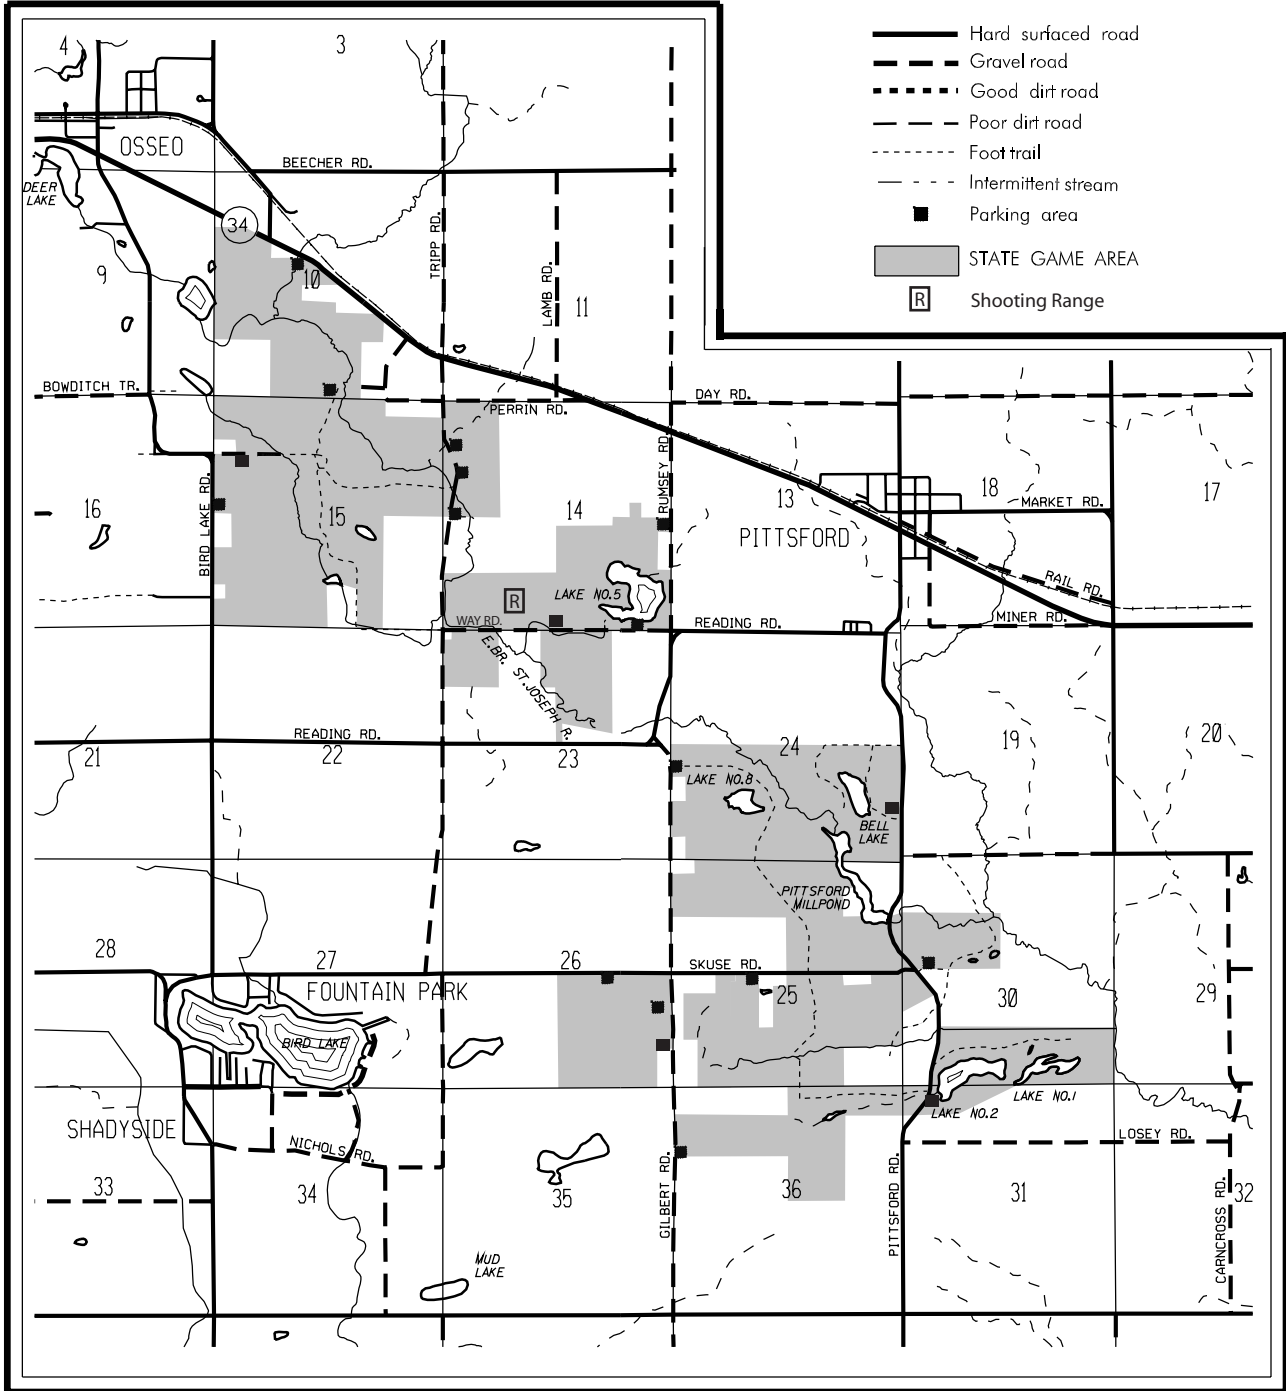 Hard surfaced road
Gravel road
Good dirt road
Poor dirt road
Foot trail
Intermittent stream
Parking area
STATE GAME AREA
R
Shooting Range
4
3
OSSEO
BEECHER RD.
DEER
LAKE
34
TRIPP RD.
9
10
LAMB RD.
11
BOWDITCH TR.
PERRIN RD.
DAY RD.
RUMSEY RD.
BIRD LAKE RD.
16
15
14
13
18
17
MARKET RD.
PITTSFORD
R
LAKE NO.5
RAIL RD.
WAY RD.
READING RD.
MINER RD.
E.BR. ST.JOSEPH R.
READING RD.
21
22
23
24
19
20
LAKE NO.8
BELL
LAKE
PITTSFORD
MILLPOND
28
27
26
SKUSE RD.
25
30
29
FOUNTAIN PARK
BIRD LAKE
LAKE NO.1
LAKE NO.2
SHADYSIDE
NICHOLS RD.
LOSEY RD.
33
34
35
GILBERT RD.
36
PITTSFORD RD.
31
CARNCROSS RD.
32
MUD
LAKE